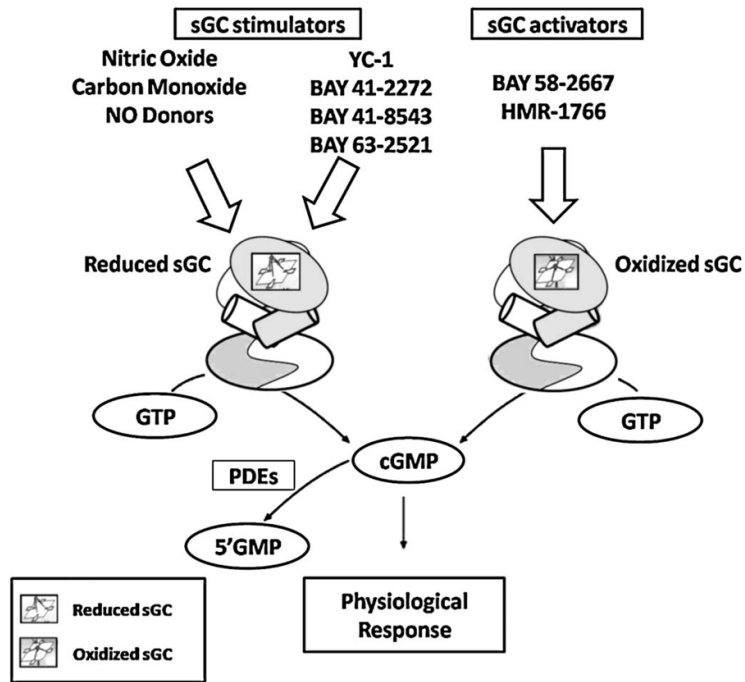 sGC stimulators
sGC activators
Nitric Oxide
Carbon Monoxide
NO Donors
YC-1
BAY 41-2272
BAY 41-8543
BAY 63-2521
BAY 58-2667
HMR-1766
Reduced sGC
Oxidized sGC
GTP
GTP
cGMP
PDEs
5'GMP
Physiological
Response
Reduced sGC
Oxidized sGC